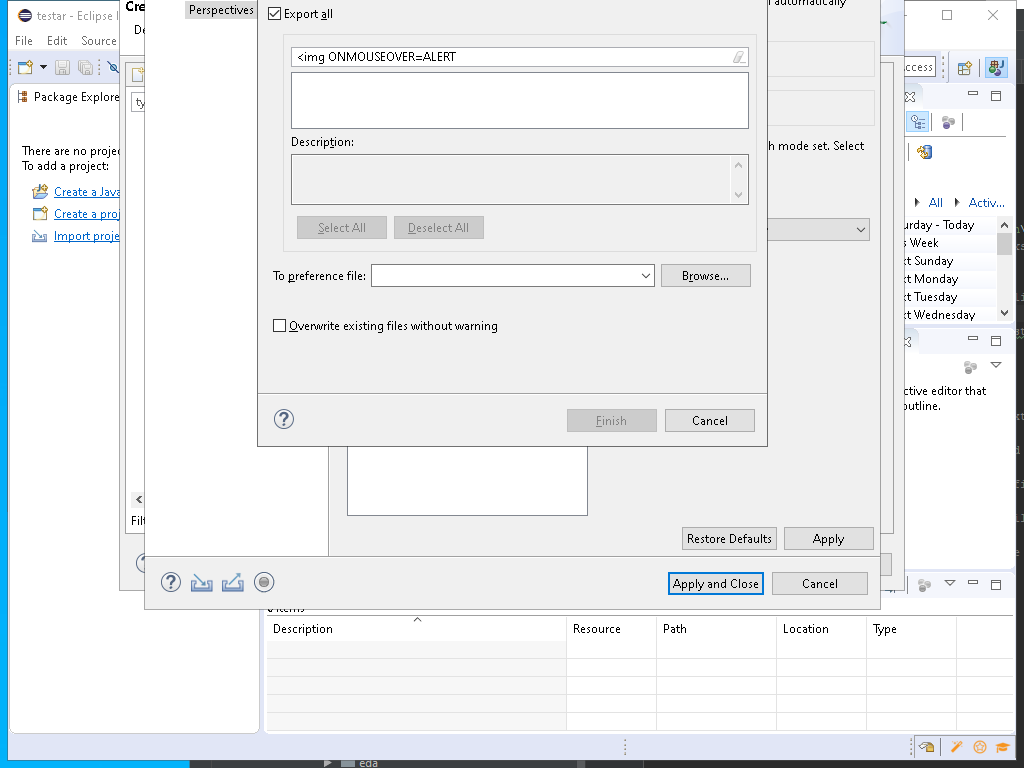 testar - Eclipse I
File Edit Source
Package Explore
There are no projec
To add a project:
Create a Java
Create a proj
Import proje
Cre
De
ty
Filt
Perspectives
Export all
<img ONMOUSEOVER=ALERT
Description:
Select All
Deselect All
To preference file:
Browse...
Overwrite existing files without warning
Finish
Cancel
automatically
h mode set. Select
Restore Defaults
Apply
Apply and Close
Cancel
ccess
All
Activ...
urday - Today
s Week
xt Sunday
xt Monday
xt Tuesday
xt Wednesday
ctive editor that
outline.
items
Description Resource Path Location Type
eda